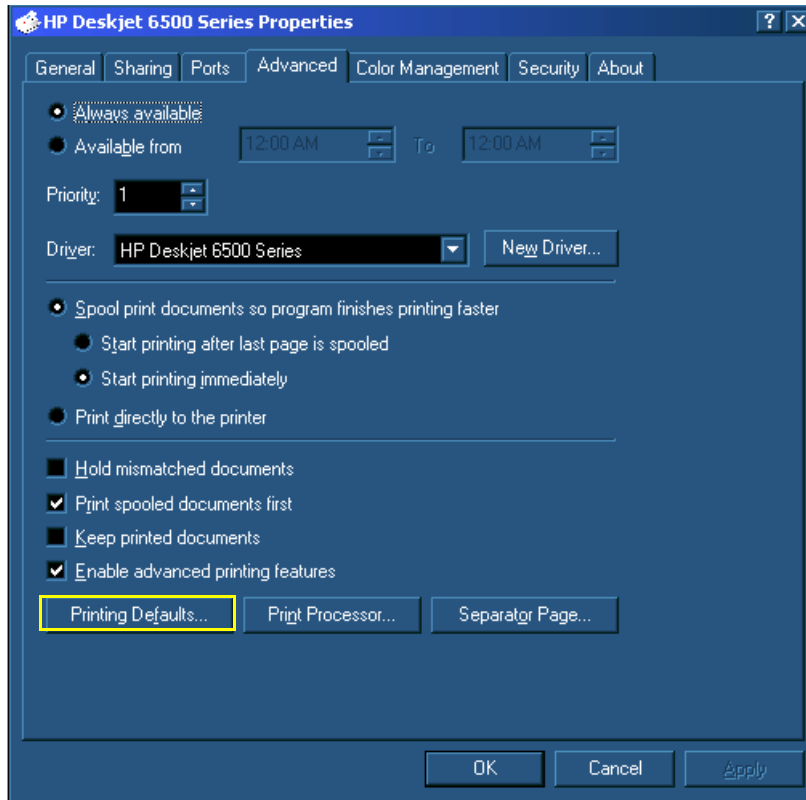 HP Deskjet 6500 Series Properties
General Sharing Ports Advanced Color Management Security About
Always available
Available from 12:00 AM To 12:00 AM
Priority: 1
Driver: HP Deskjet 6500 Series New Driver...
Spool print documents so program finishes printing faster
Start printing after last page is spooled
Start printing immediately
Print directly to the printer
Hold mismatched documents
Print spooled documents first
Keep printed documents
Enable advanced printing features
Printing Defaults... Print Processor... Separator Page...
OK Cancel Apply